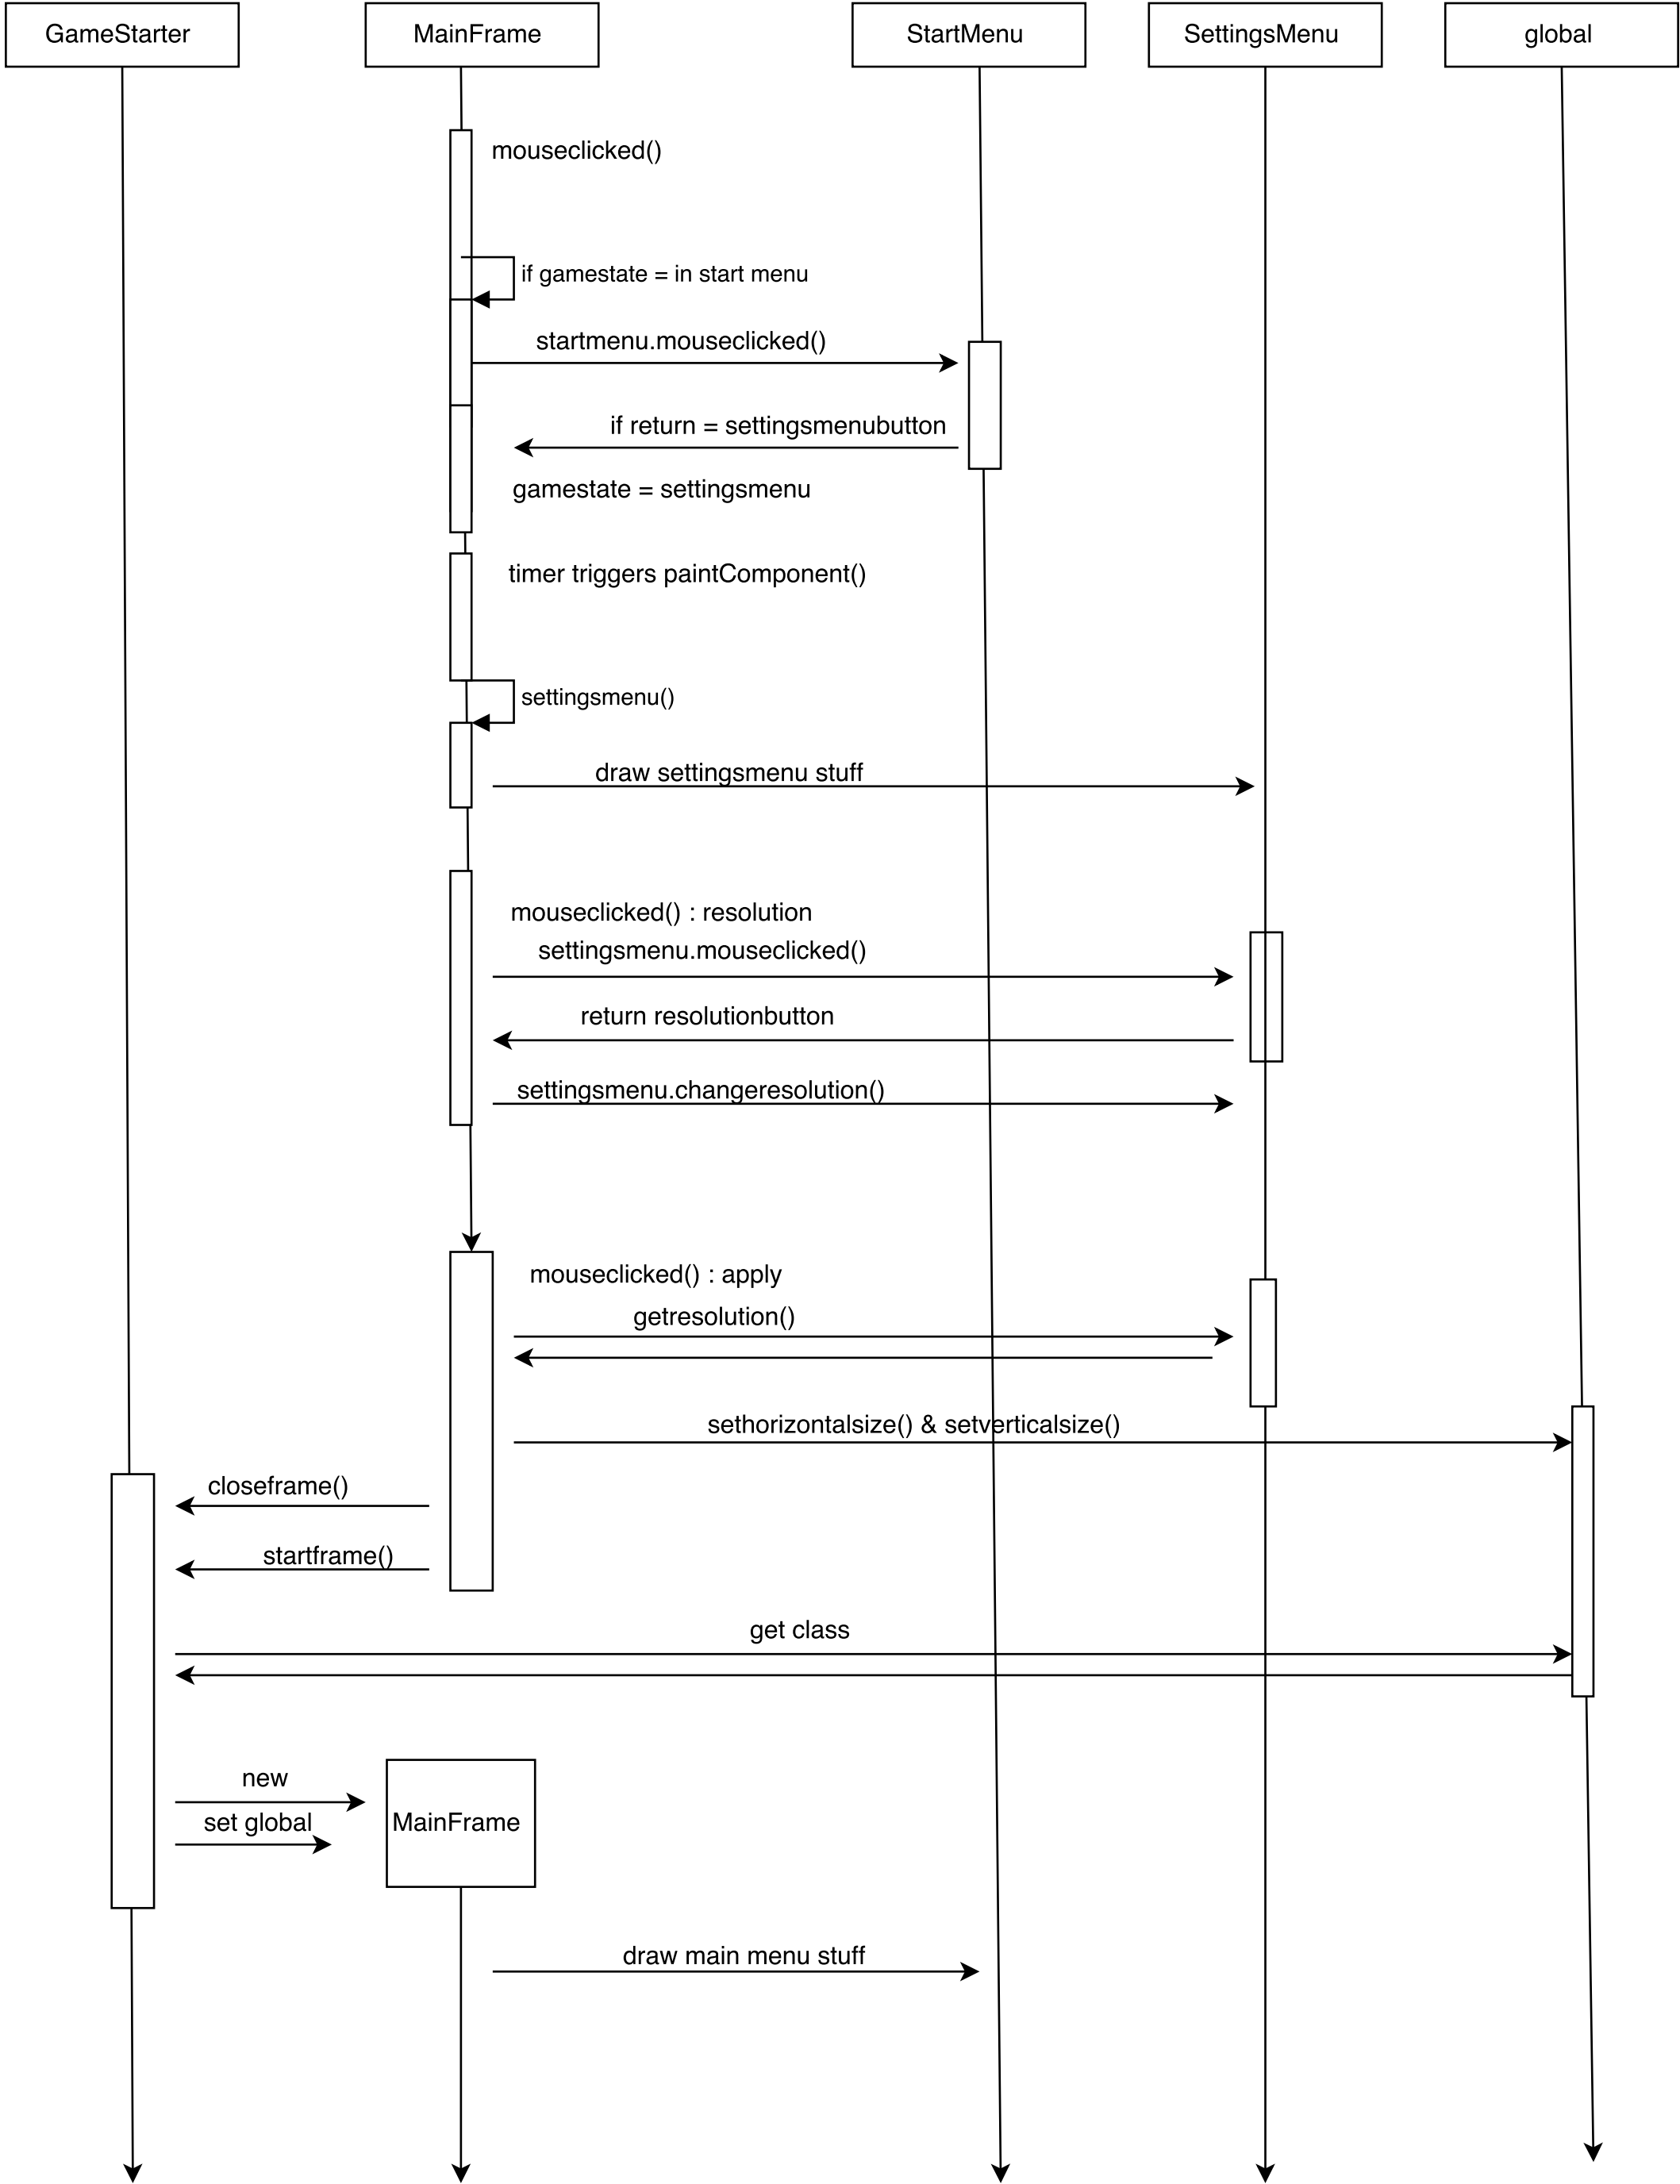 GameStarter
MainFrame
StartMenu
SettingsMenu
global
mouseclicked()
if gamestate = in start menu
startmenu.mouseclicked()
if return = settingsmenubutton
gamestate = settingsmenu
timer triggers paintComponent()
settingsmenu()
draw settingsmenu stuff
mouseclicked() : resolution
settingsmenu.mouseclicked()
return resolutionbutton
settingsmenu.changeresolution()
mouseclicked() : apply
getresolution()
sethorizontalsize() & setverticalsize()
closeframe()
startframe()
get class
new
set global
MainFrame
draw main menu stuff